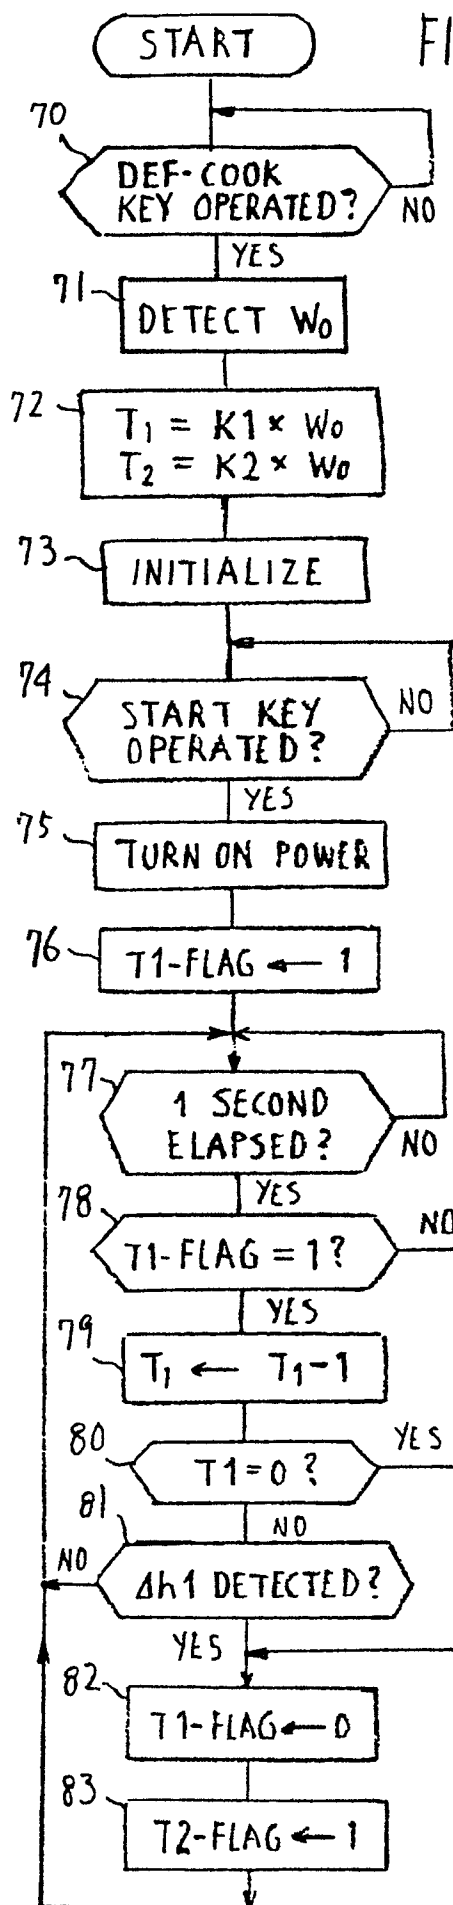 START
FI
70
DEF-COOK
KEY OPERATED?
NO
YES
71
DETECT W₀
72
T₁ = K1 × W₀
T₂ = K2 × W₀
73
INITIALIZE
74
START KEY
OPERATED?
NO
YES
75
TURN ON POWER
76
T1-FLAG ← 1
77
1 SECOND
ELAPSED?
NO
YES
78
T1-FLAG = 1?
NO
YES
79
T₁ ← T₁-1
80
T1=0?
YES
NO
81
Δh1 DETECTED?
NO
YES
82
T1-FLAG ← 0
83
T2-FLAG ← 1